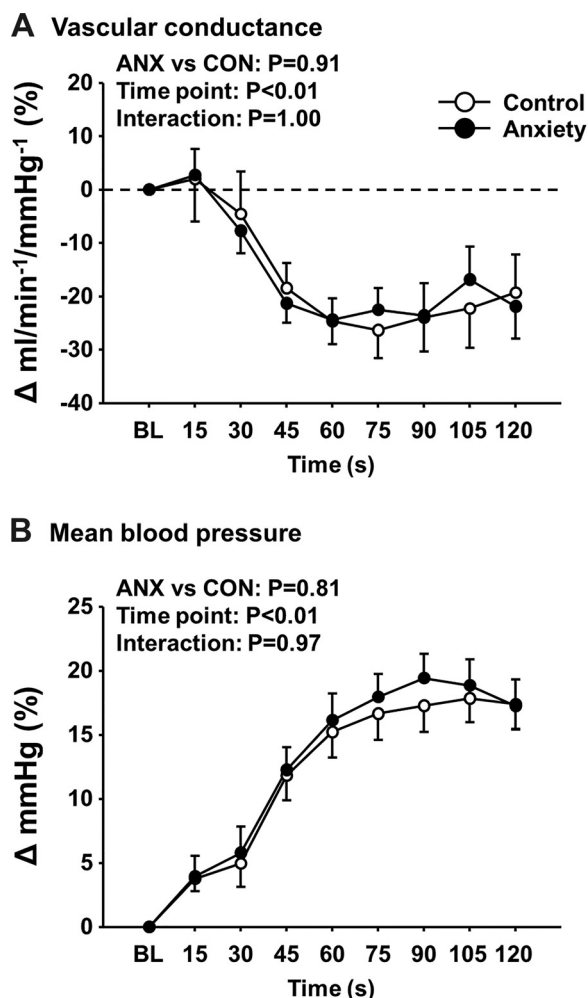 A Vascular conductance
ANX vs CON: P=0.91
Time point: P<0.01
Interaction: P=1.00
Control
Anxiety
Δ ml/min⁻¹/mmHg⁻¹ (%)
20
10
0
-10
-20
-30
-40
BL 15 30 45 60 75 90 105 120
Time (s)
B Mean blood pressure
ANX vs CON: P=0.81
Time point: P<0.01
Interaction: P=0.97
Δ mmHg (%)
25
20
15
10
5
0
BL 15 30 45 60 75 90 105 120
Time (s)